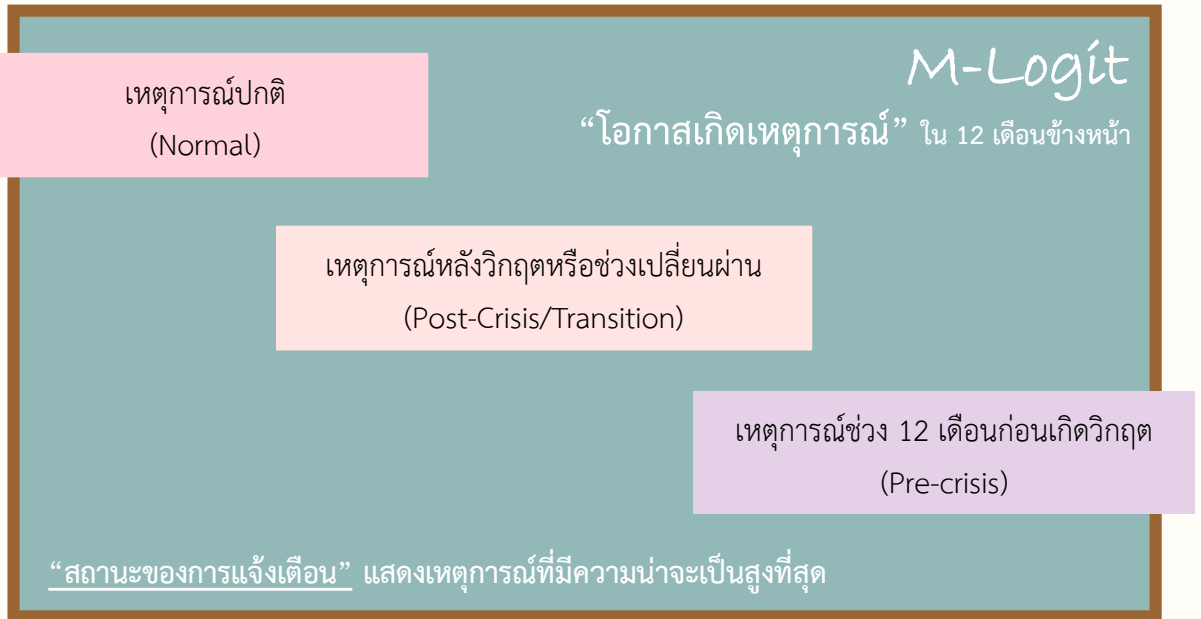 M-Logit
“โอกาสเกิดเหตุการณ์” ใน 12 เดือนข้างหน้า
เหตุการณ์ปกติ
(Normal)
เหตุการณ์หลังวิกฤตหรือช่วงเปลี่ยนผ่าน
(Post-Crisis/Transition)
เหตุการณ์ช่วง 12 เดือนก่อนเกิดวิกฤต
(Pre-crisis)
“สถานะของการแจ้งเตือน” แสดงเหตุการณ์ที่มีความน่าจะเป็นสูงที่สุด